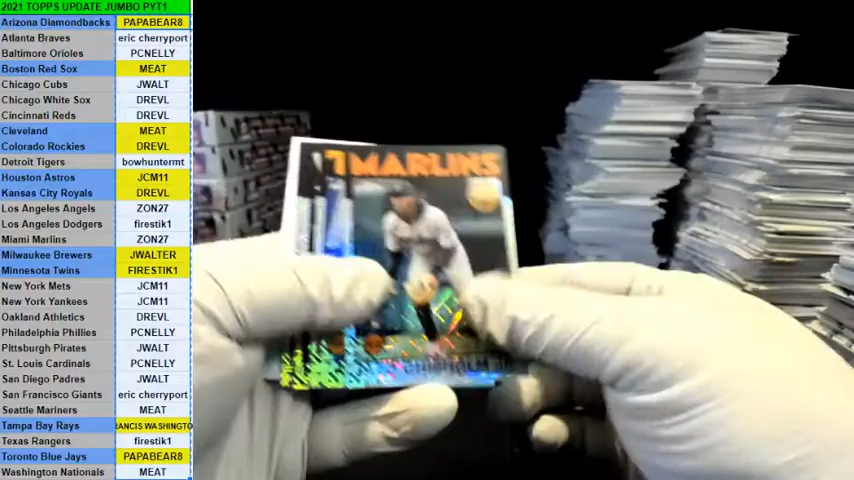 2021 TOPPS UPDATE JUMBO PYT1
Arizona Diamondbacks PAPABEAR8
Atlanta Braves eric cherryport
Baltimore Orioles PCNELLY
Boston Red Sox MEAT
Chicago Cubs JWALT
Chicago White Sox DREVL
Cincinnati Reds DREVL
Cleveland MEAT
Colorado Rockies DREVL
Detroit Tigers bowhuntermt
Houston Astros JCM11
Kansas City Royals DREVL
Los Angeles Angels ZON27
Los Angeles Dodgers firestik1
Miami Marlins ZON27
Milwaukee Brewers JWALTER
Minnesota Twins FIRESTIK1
New York Mets JCM11
New York Yankees JCM11
Oakland Athletics DREVL
Philadelphia Phillies PCNELLY
Pittsburgh Pirates JWALT
St. Louis Cardinals PCNELLY
San Diego Padres JWALT
San Francisco Giants eric cherryport
Seattle Mariners MEAT
Tampa Bay Rays RANCIS WASHINGTO
Texas Rangers firestik1
Toronto Blue Jays PAPABEAR8
Washington Nationals MEAT
MARLINS